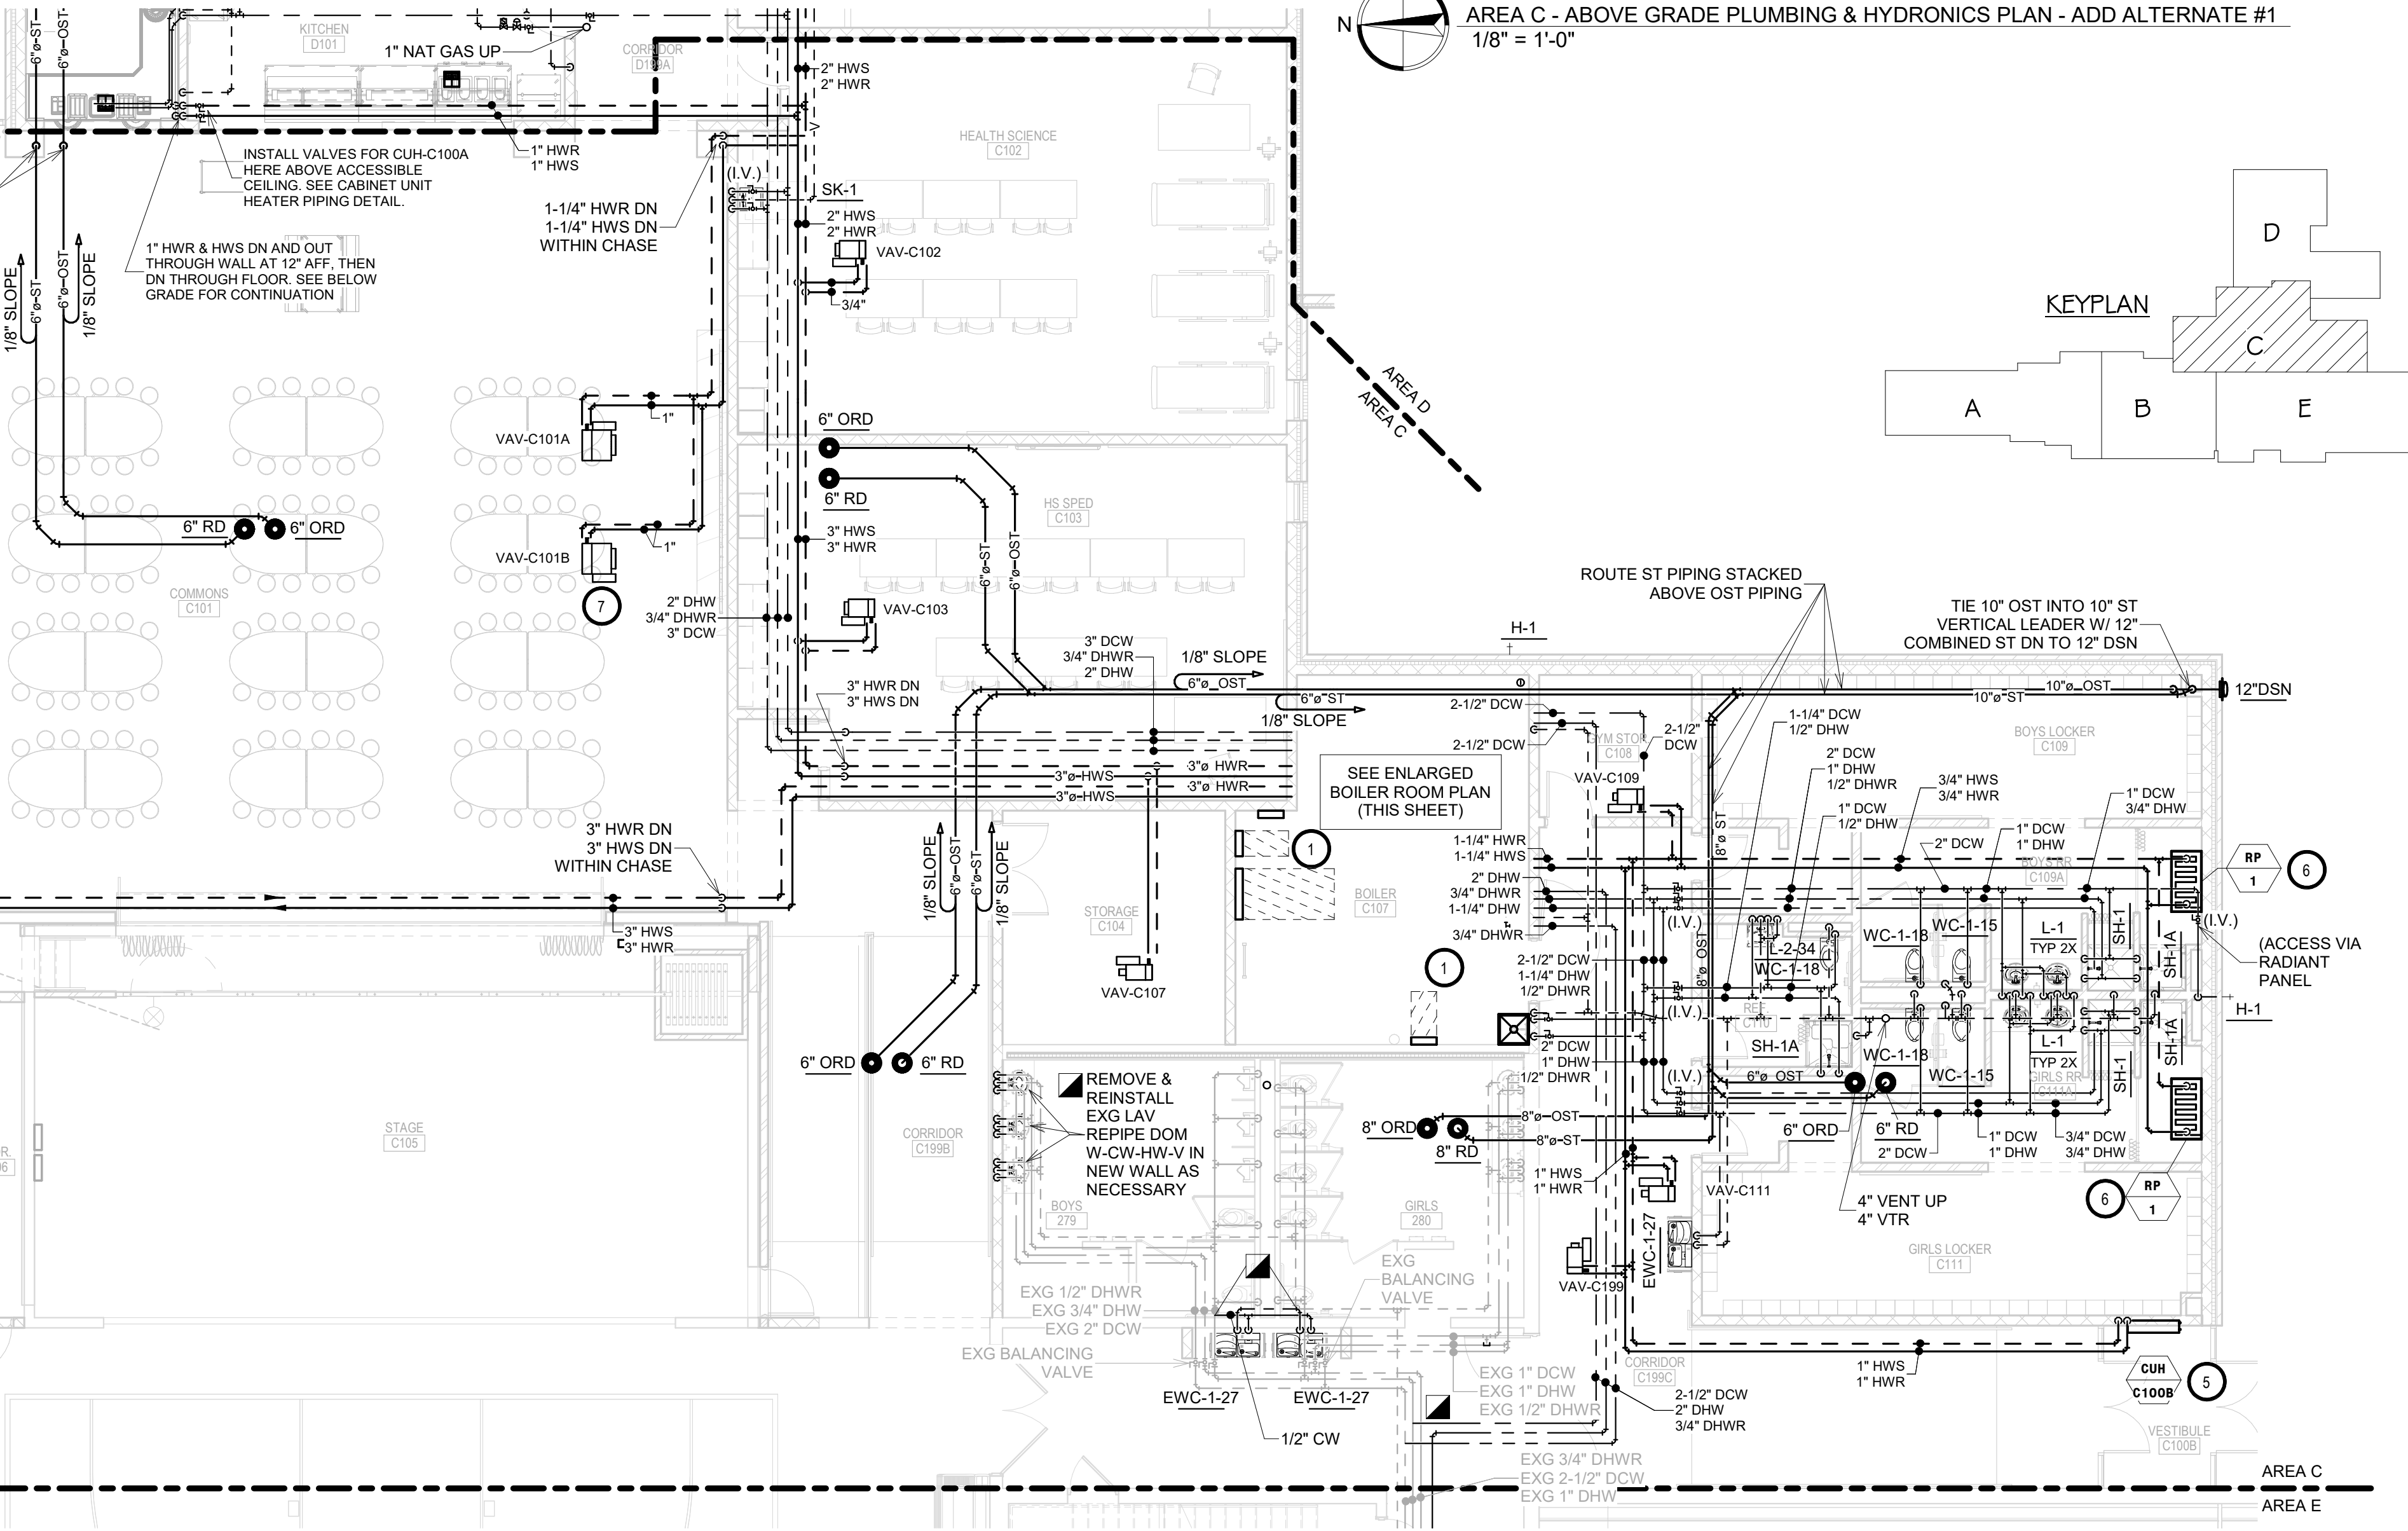 AREA C - ABOVE GRADE PLUMBING & HYDRONICS PLAN - ADD ALTERNATE #1
1/8" = 1'-0"
N
KITCHEN
D101
1" NAT GAS UP
CORRIDOR
D199A
6"ø-ST
6"ø-OST
2" HWS
2" HWR
V
HEALTH SCIENCE
C102
1" HWR
1" HWS
INSTALL VALVES FOR CUH-C100A
HERE ABOVE ACCESSIBLE
CEILING. SEE CABINET UNIT
HEATER PIPING DETAIL.
(I.V.)
SK-1
1-1/4" HWR DN
1-1/4" HWS DN
WITHIN CHASE
2" HWS
2" HWR
VAV-C102
3/4"
1" HWR & HWS DN AND OUT
THROUGH WALL AT 12" AFF, THEN
DN THROUGH FLOOR. SEE BELOW
GRADE FOR CONTINUATION
1/8" SLOPE
6"ø-ST
6"ø-OST
1/8" SLOPE
KEYPLAN
D
C
A
B
E
AREA D
AREA C
VAV-C101A
1"
6" ORD
6" RD
HS SPED
C103
6" RD
6" ORD
VAV-C101B
1"
7
3" HWS
3" HWR
6"ø-ST
6"ø-OST
COMMONS
C101
2" DHW
3/4" DHWR
3" DCW
VAV-C103
ROUTE ST PIPING STACKED
ABOVE OST PIPING
TIE 10" OST INTO 10" ST
VERTICAL LEADER W/ 12"
COMBINED ST DN TO 12" DSN
H-1
3" DCW
3/4" DHWR
2" DHW
1/8" SLOPE
6"ø OST
6"ø-ST
1/8" SLOPE
3" HWR DN
3" HWS DN
10"ø OST
10"ø-ST
12"DSN
2-1/2" DCW
2-1/2" DCW
GYM STOR
C108
2-1/2"
DCW
1-1/4" DCW
1/2" DHW
BOYS LOCKER
C109
3"ø HWR
3"ø-HWS
3"ø HWR
3"ø-HWS
SEE ENLARGED
BOILER ROOM PLAN
(THIS SHEET)
VAV-C109
2" DCW
1" DHW
1/2" DHWR
3/4" HWS
3/4" HWR
1" DCW
3/4" DHW
1" DCW
1/2" DHW
1" DCW
1" DHW
2" DCW
BOYS RR
C109A
3" HWR DN
3" HWS DN
WITHIN CHASE
1/8" SLOPE
6"ø-OST
6"ø-ST
1/8" SLOPE
1
1-1/4" HWR
1-1/4" HWS
2" DHW
3/4" DHWR
1-1/4" DHW
3/4" DHWR
8"ø ST
RP
1
6
STORAGE
C104
BOILER
C107
3" HWS
3" HWR
(I.V.)
L-2-34
WC-1-18
WC-1-18
WC-1-15
L-1
TYP 2X
SH-1
SH-1A
(I.V.)
(ACCESS VIA
RADIANT
PANEL
1
VAV-C107
2-1/2" DCW
1-1/4" DHW
1/2" DHWR
8"ø OST
(I.V.)
REF
C110
H-1
2" DCW
1" DHW
1/2" DHWR
SH-1A
WC-1-18
WC-1-15
L-1
TYP 2X
SH-1
SH-1A
GIRLS RR
C111A
6" ORD
6" RD
(I.V.)
6"ø OST
REMOVE &
REINSTALL
EXG LAV
REPIPE DOM
W-CW-HW-V IN
NEW WALL AS
NECESSARY
8" ORD
8" RD
8"ø-OST
8"ø-ST
6" ORD
6" RD
2" DCW
1" DCW
1" DHW
3/4" DCW
3/4" DHW
STAGE
C105
CORRIDOR
C199B
R.
06
1" HWS
1" HWR
VAV-C111
4" VENT UP
4" VTR
6
RP
1
BOYS
279
GIRLS
280
EWC-1-27
GIRLS LOCKER
C111
EXG
BALANCING
VALVE
VAV-C199
EXG 1/2" DHWR
EXG 3/4" DHW
EXG 2" DCW
EXG BALANCING
VALVE
EWC-1-27
EWC-1-27
1/2" CW
EXG 1" DCW
EXG 1" DHW
EXG 1/2" DHWR
CORRIDOR
C199C
2-1/2" DCW
2" DHW
3/4" DHWR
1" HWS
1" HWR
CUH
C100B
5
VESTIBULE
C100B
EXG 3/4" DHWR
EXG 2-1/2" DCW
EXG 1" DHW
AREA C
AREA E